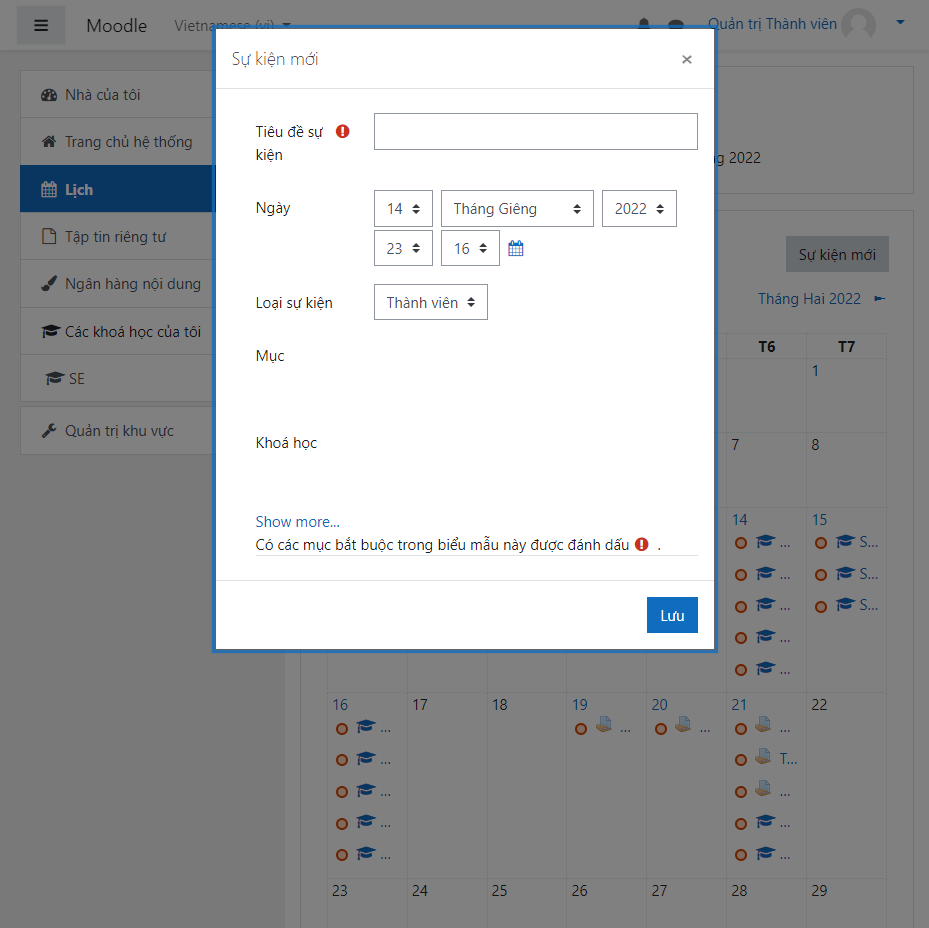 Moodle Vietnamese (vi) Quản trị Thành viên
Sự kiện mới ×
Nhà của tôi
Trang chủ hệ thống
Lịch
Tập tin riêng tư
Ngân hàng nội dung
Các khoá học của tôi
SE
Quản trị khu vực
Tiêu đề sự
kiện
Ngày 14 Tháng Giêng 2022
23 16
Loại sự kiện Thành viên
Mục
Khoá học
Show more...
Có các mục bắt buộc trong biểu mẫu này được đánh dấu .
Lưu
2022
Sự kiện mới
Tháng Hai 2022
T6 T7
1
7 8
14 15
...
S...
...
S...
...
S...
...
...
16 17 18 19 20 21 22
... ... ... ...
... T...
... ...
... ...
... ...
23 24 25 26 27 28 29